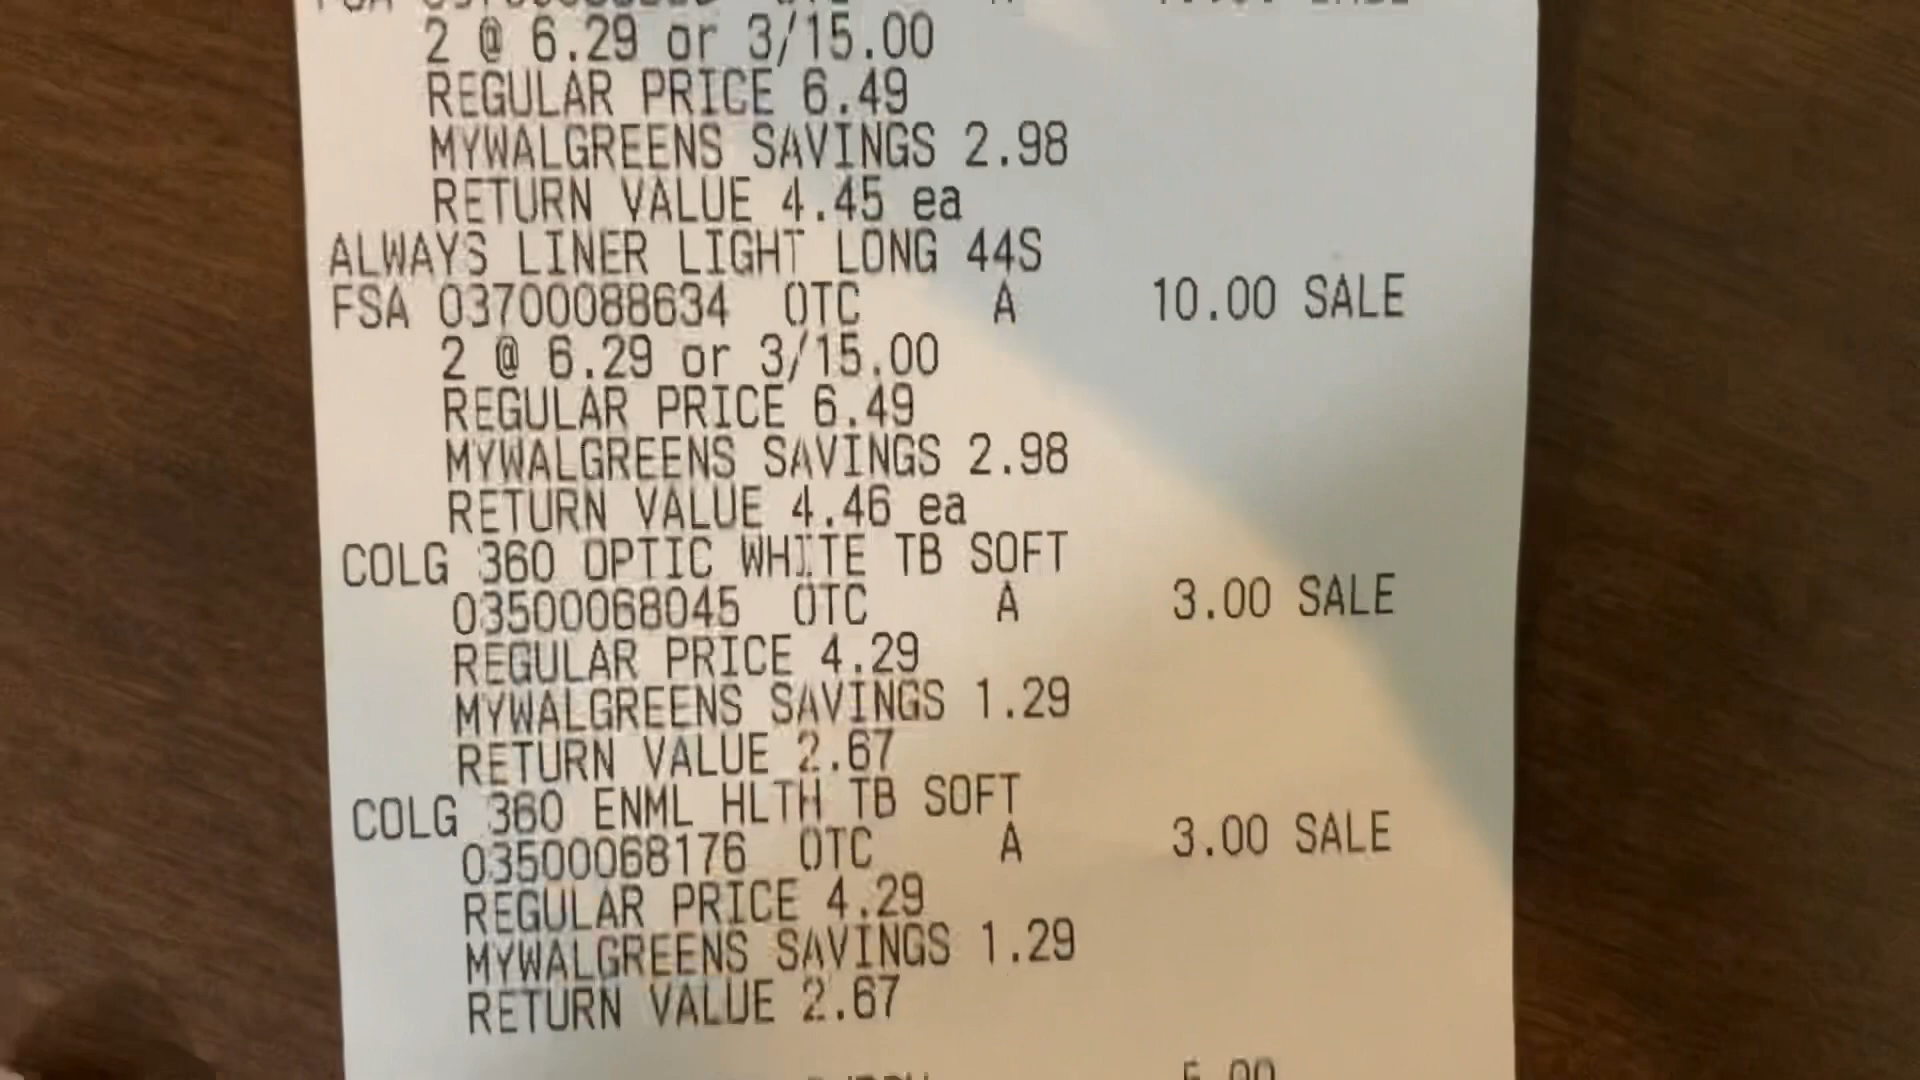 2 @ 6.29 or 3/15.00
REGULAR PRICE 6.49
MYWALGREENS SAVINGS 2.98
RETURN VALUE 4.45 ea
ALWAYS LINER LIGHT LONG 44S
FSA 03700088634 OTC A 10.00 SALE
2 @ 6.29 or 3/15.00
REGULAR PRICE 6.49
MYWALGREENS SAVINGS 2.98
RETURN VALUE 4.46 ea
COLG 360 OPTIC WHITE TB SOFT
03500068045 OTC A 3.00 SALE
REGULAR PRICE 4.29
MYWALGREENS SAVINGS 1.29
RETURN VALUE 2.67
COLG 360 ENML HLTH TB SOFT
03500068176 OTC A 3.00 SALE
REGULAR PRICE 4.29
MYWALGREENS SAVINGS 1.29
RETURN VALUE 2.67